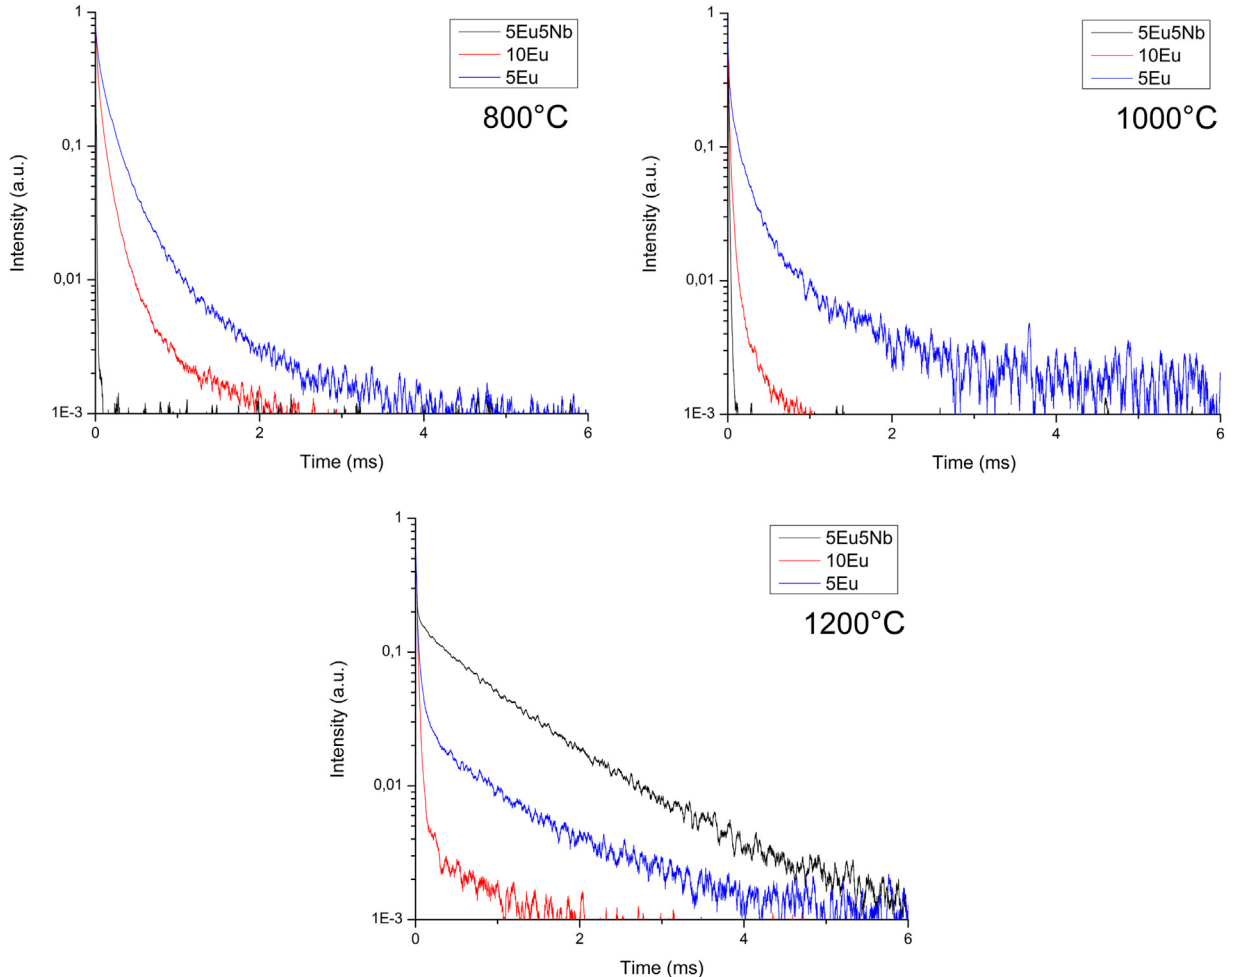 1
5Eu5Nb
10Eu
5Eu
800°C
0,1
Intensity (a.u.)
0,01
1E-3
0 2 4 6
Time (ms)
1
5Eu5Nb
10Eu
5Eu
1000°C
0,1
Intensity (a.u.)
0,01
1E-3
0 2 4 6
Time (ms)
1
5Eu5Nb
10Eu
5Eu
1200°C
0,1
Intensity (a.u.)
0,01
1E-3
0 2 4 6
Time (ms)